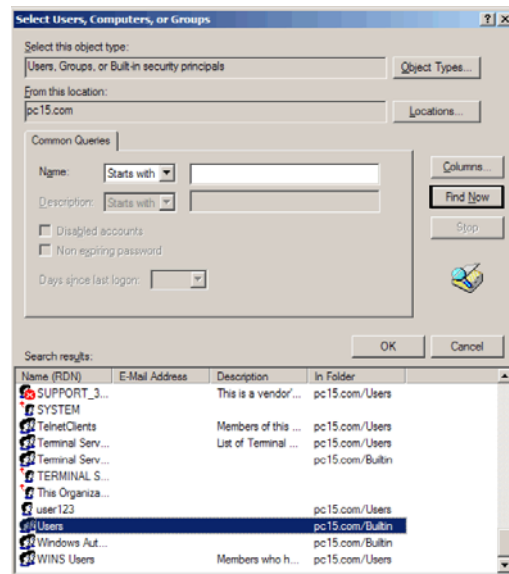 Select Users, Computers, or Groups
Select this object type:
Users, Groups, or Built-in security principals
Object Types...
From this location:
pc15.com
Locations...
Common Queries
Name: Starts with
Columns...
Description: Starts with
Find Now
Disabled accounts
Stop
Non expiring password
Days since last logon:
OK Cancel
Search results:
Name (RDN) E-Mail Address Description In Folder
SUPPORT_3... This is a vendor'... pc15.com/Users
SYSTEM
TelnetClients Members of this ... pc15.com/Users
Terminal Serv... List of Terminal ... pc15.com/Users
Terminal Serv... pc15.com/Builtin
TERMINAL S...
This Organiza...
user123 pc15.com/Users
Users pc15.com/Builtin
Windows Aut... pc15.com/Builtin
WINS Users Members who h... pc15.com/Users